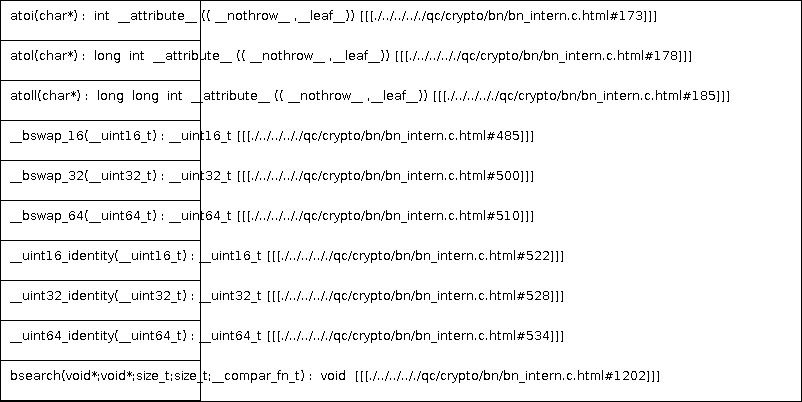 atoi(char*) : int __attribute__ (( __nothrow__ ,__leaf__)) [[[./../../../qc/crypto/bn/bn_intern.c.html#173]]]
atol(char*) : long int __attribute__ (( __nothrow__ ,__leaf__)) [[[./../../../qc/crypto/bn/bn_intern.c.html#178]]]
atoll(char*) : long long int __attribute__ (( __nothrow__ ,__leaf__)) [[[./../../../qc/crypto/bn/bn_intern.c.html#185]]]
__bswap_16(__uint16_t) : __uint16_t [[[./../../../qc/crypto/bn/bn_intern.c.html#485]]]
__bswap_32(__uint32_t) : __uint32_t [[[./../../../qc/crypto/bn/bn_intern.c.html#500]]]
__bswap_64(__uint64_t) : __uint64_t [[[./../../../qc/crypto/bn/bn_intern.c.html#510]]]
__uint16_identity(__uint16_t) : __uint16_t [[[./../../../qc/crypto/bn/bn_intern.c.html#522]]]
__uint32_identity(__uint32_t) : __uint32_t [[[./../../../qc/crypto/bn/bn_intern.c.html#528]]]
__uint64_identity(__uint64_t) : __uint64_t [[[./../../../qc/crypto/bn/bn_intern.c.html#534]]]
bsearch(void*;void*;size_t;size_t;__compar_fn_t) : void [[[./../../../qc/crypto/bn/bn_intern.c.html#1202]]]